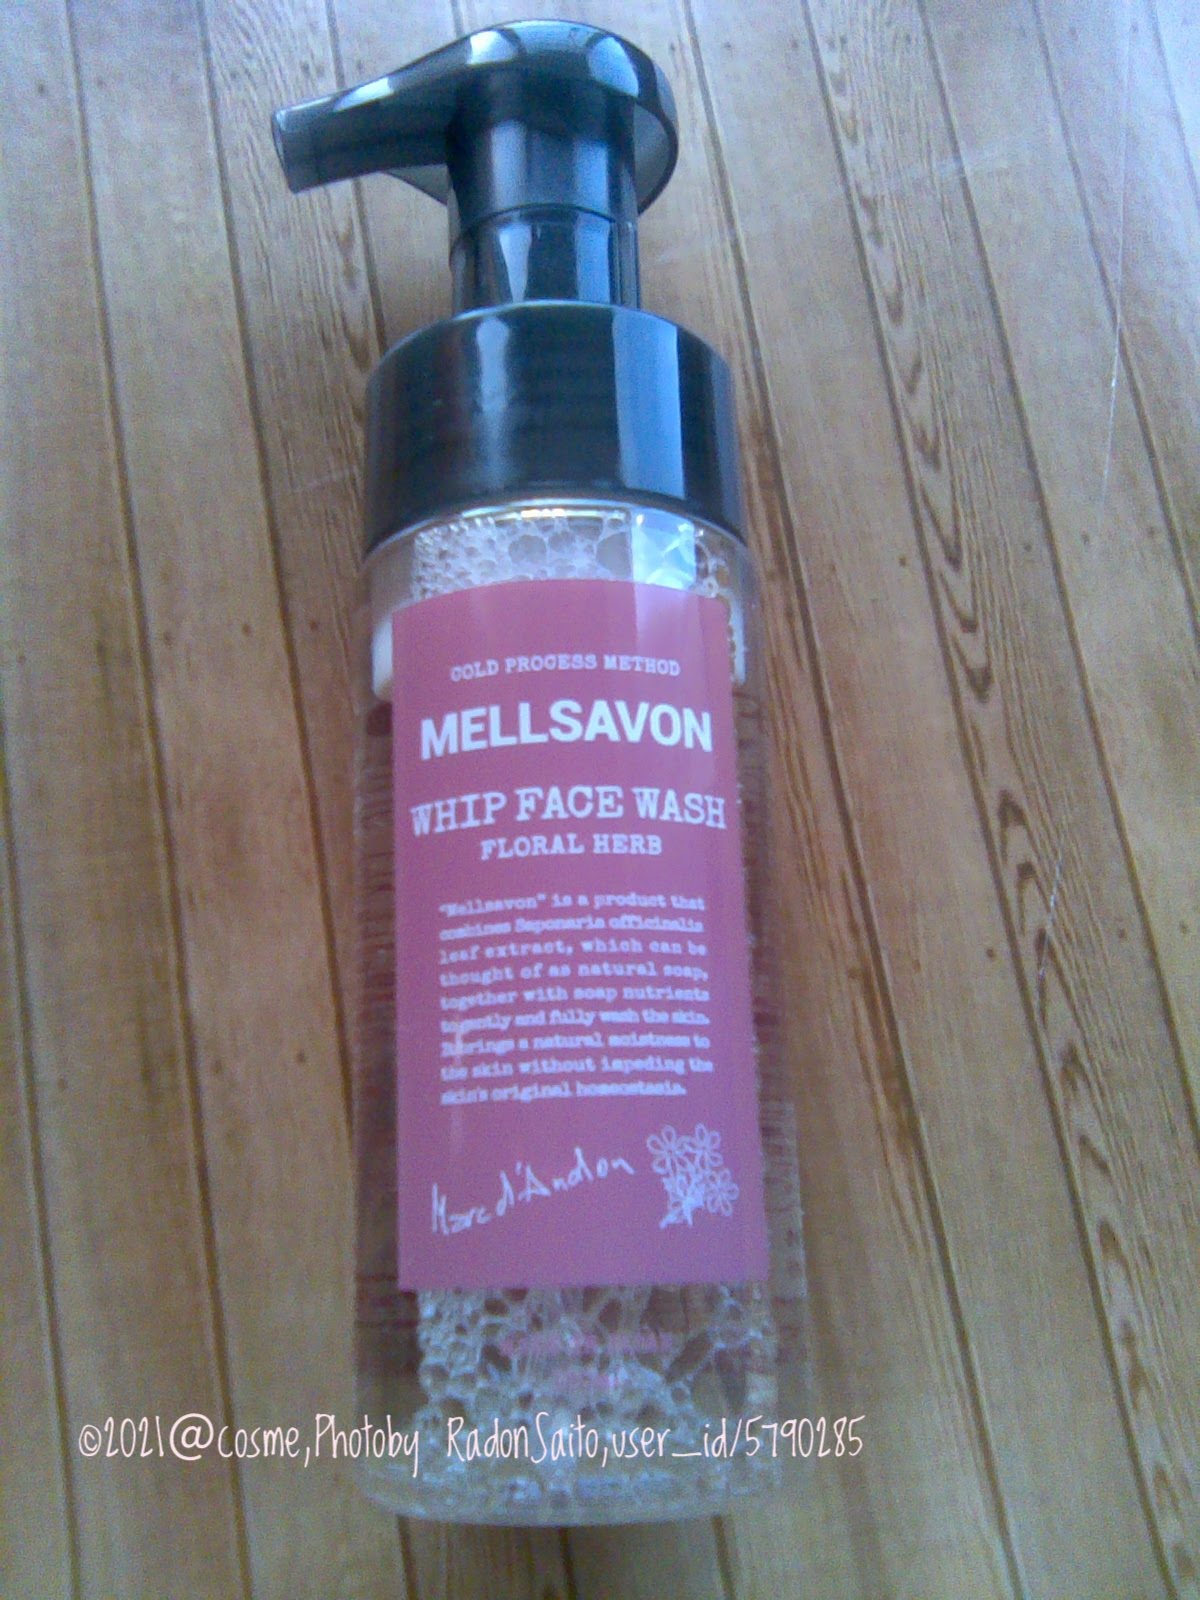 COLD PROCESS METHOD
MELLSAVON
WHIP FACE WASH
FLORAL HERB
"Mellsavon" is a product that
combines Saponaria officinalis
leaf extract, which can be
thought of as natural soap,
together with soap nutrients
to gently and fully wash the skin.
It brings a natural moistness to
the skin without impeding the
skin's original homeostasis.
Marc d'Andon
©2021@cosme,Photoby RadonSaito,user_id/5790285